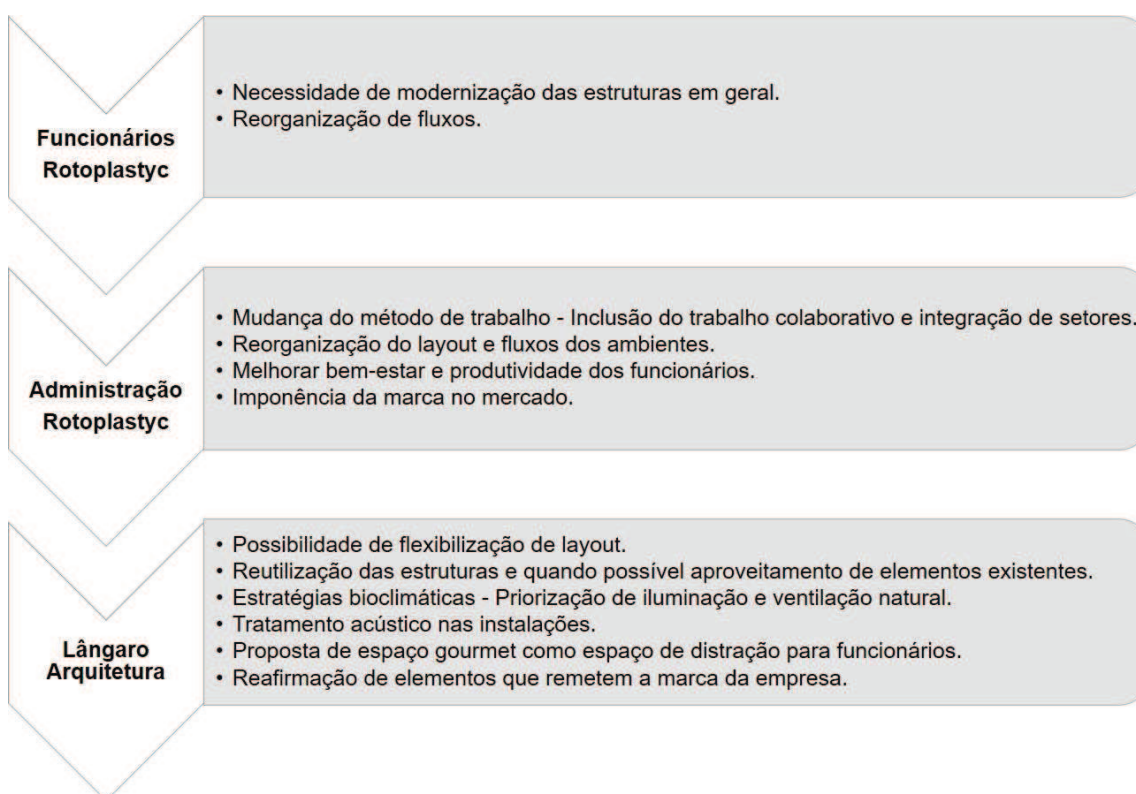 Funcionários
Rotoplastyc
• Necessidade de modernização das estruturas em geral.
• Reorganização de fluxos.
Administração
Rotoplastyc
• Mudança do método de trabalho - Inclusão do trabalho colaborativo e integração de setores.
• Reorganização do layout e fluxos dos ambientes.
• Melhorar bem-estar e produtividade dos funcionários.
• Imponência da marca no mercado.
Lângaro
Arquitetura
• Possibilidade de flexibilização de layout.
• Reutilização das estruturas e quando possível aproveitamento de elementos existentes.
• Estratégias bioclimáticas - Priorização de iluminação e ventilação natural.
• Tratamento acústico nas instalações.
• Proposta de espaço gourmet como espaço de distração para funcionários.
• Reafirmação de elementos que remetem a marca da empresa.